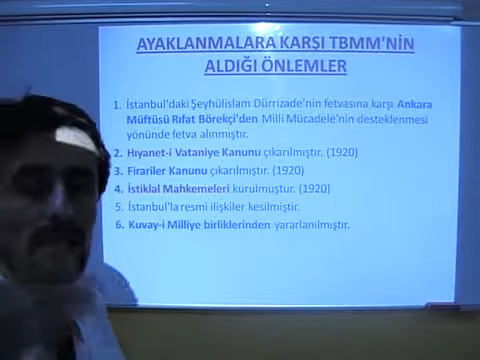 AYAKLANMALARA KARŞI TBMM'NİN
ALDIĞI ÖNLEMLER
1. İstanbul'daki Şeyhülislam Dürrizade'nin fetvasına karşı Ankara
Müftüsü Rıfat Börekçi'den Milli Mücadele'nin desteklenmesi
yönünde fetva alınmıştır.
2. Hıyanet-i Vataniye Kanunu çıkarılmıştır. (1920)
3. Firariler Kanunu çıkarılmıştır. (1920)
4. İstiklal Mahkemeleri kurulmuştur. (1920)
5. İstanbul'la resmi ilişkiler kesilmiştir.
6. Kuvay-i Milliye birliklerinden yararlanılmıştır.